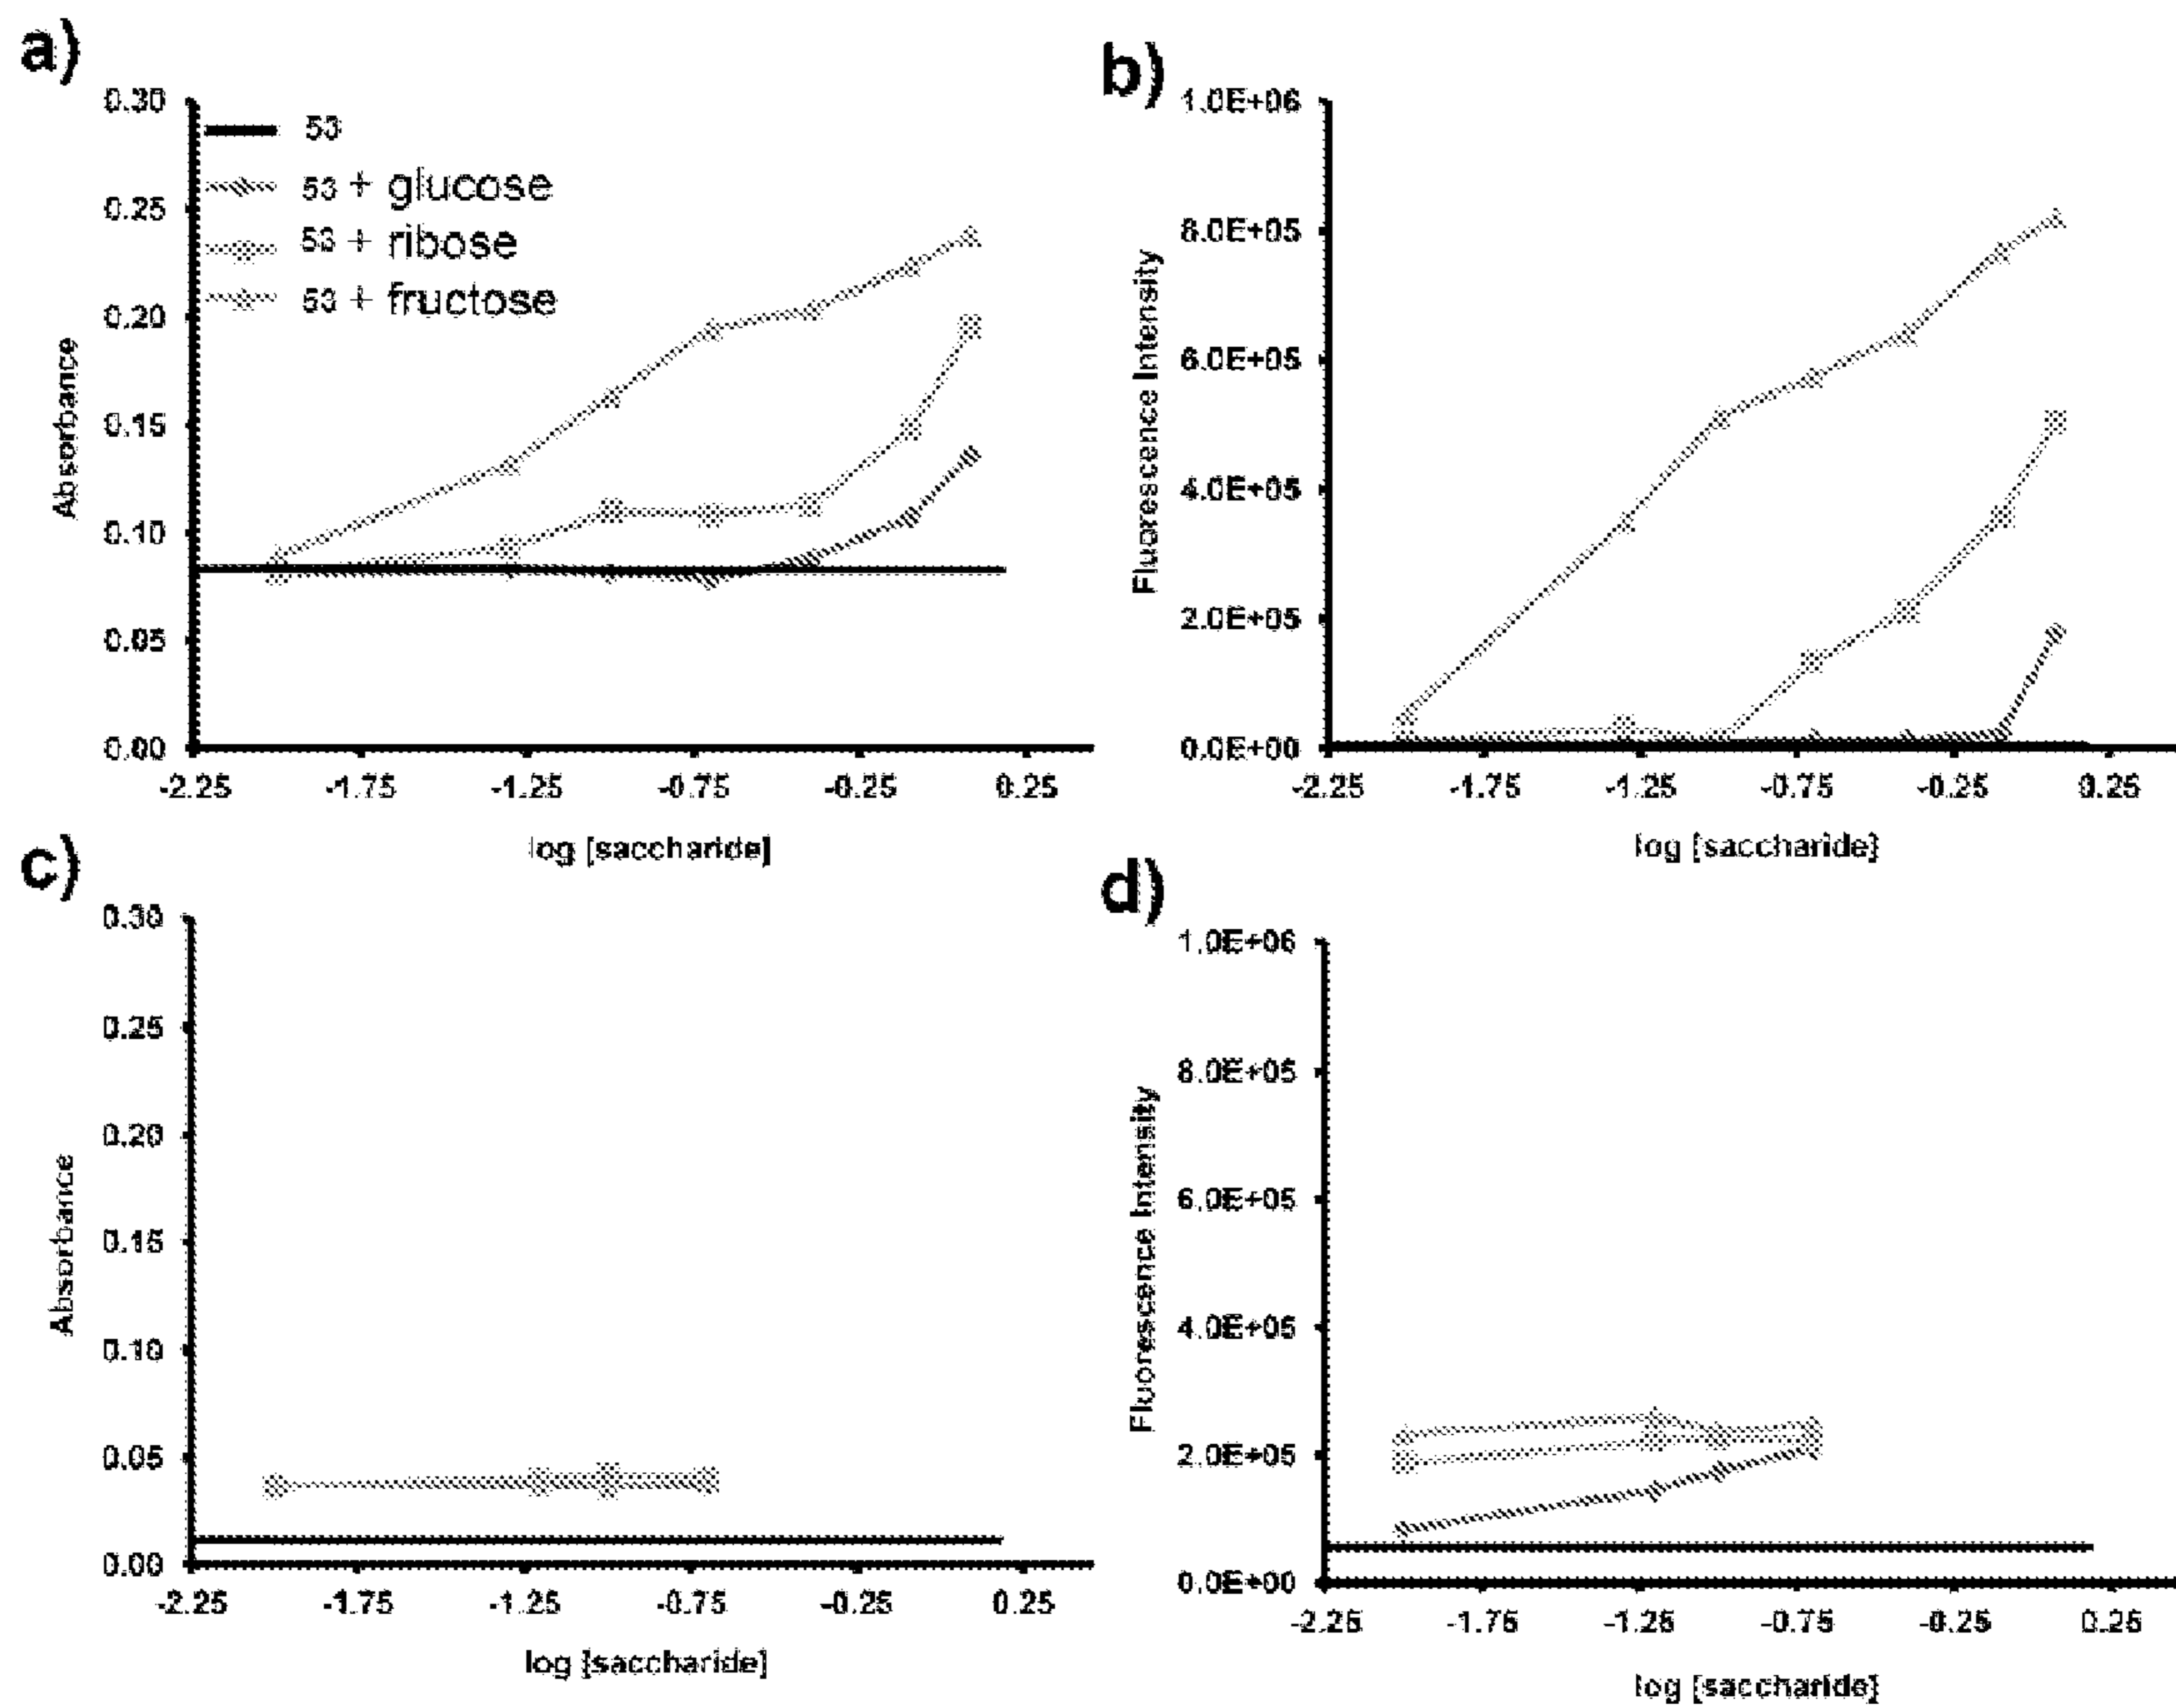 a)
0.30
0.25
0.20
0.15
0.10
0.05
0.00
Absorbance
53
53 + glucose
53 + ribose
53 + fructose
-2.25 -1.75 -1.25 -0.75 -0.25 0.25
log [saccharide]
b)
1.0E+06
8.0E+05
6.0E+05
4.0E+05
2.0E+05
0.0E+00
Fluorescence Intensity
-2.25 -1.75 -1.25 -0.75 -0.25 0.25
log [saccharide]
c)
0.30
0.25
0.20
0.15
0.10
0.05
0.00
Absorbance
-2.25 -1.75 -1.25 -0.75 -0.25 0.25
log [saccharide]
d)
1.0E+06
8.0E+05
6.0E+05
4.0E+05
2.0E+05
0.0E+00
Fluorescence Intensity
-2.25 -1.75 -1.25 -0.75 -0.25 0.25
log [saccharide]